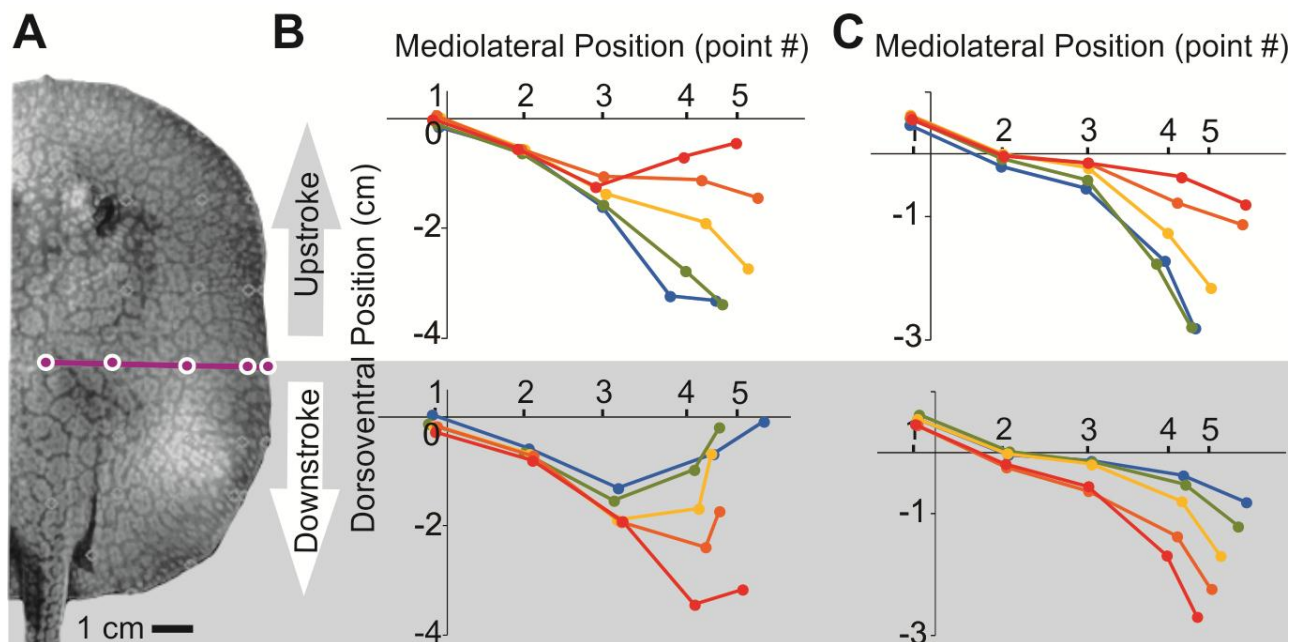 A
B
C
Mediolateral Position (point #)
Mediolateral Position (point #)
Upstroke
Downstroke
1 cm
Dorsoventral Position (cm)
1 2 3 4 5
0
-2
-4
1 2 3 4 5
-1
-3
1 2 3 4 5
0
-2
-4
1 2 3 4 5
-1
-3